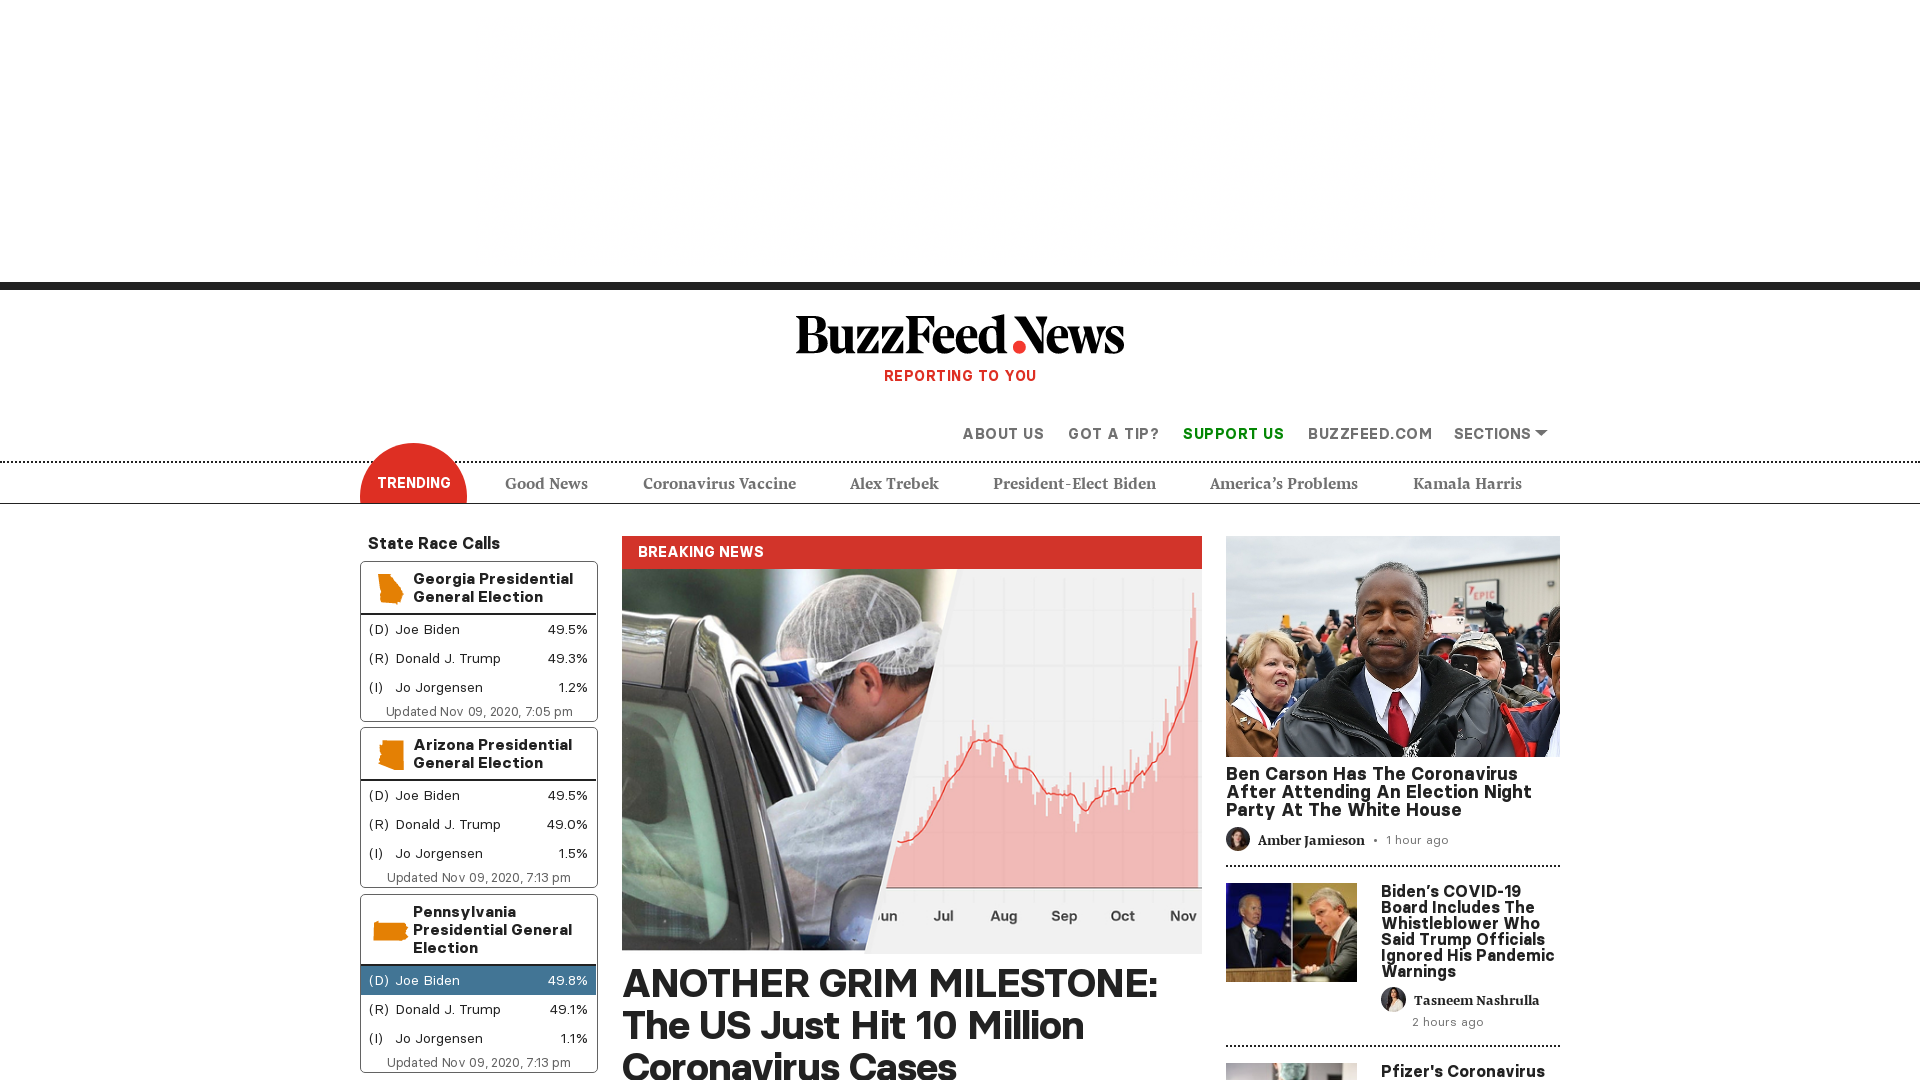 BuzzFeed News
REPORTING TO YOU
ABOUT US GOT A TIP? SUPPORT US BUZZFEED.COM SECTIONS
TRENDING Good News Coronavirus Vaccine Alex Trebek President-Elect Biden America’s Problems Kamala Harris
State Race Calls
Georgia Presidential
General Election
(D) Joe Biden 49.5%
(R) Donald J. Trump 49.3%
(I) Jo Jorgensen 1.2%
Updated Nov 09, 2020, 7:05 pm
Arizona Presidential
General Election
(D) Joe Biden 49.5%
(R) Donald J. Trump 49.0%
(I) Jo Jorgensen 1.5%
Updated Nov 09, 2020, 7:13 pm
Pennsylvania
Presidential General
Election
(D) Joe Biden 49.8%
(R) Donald J. Trump 49.1%
(I) Jo Jorgensen 1.1%
Updated Nov 09, 2020, 7:13 pm
BREAKING NEWS
Jul Aug Sep Oct Nov
ANOTHER GRIM MILESTONE:
The US Just Hit 10 Million
Coronavirus Cases
EPIC
Ben Carson Has The Coronavirus
After Attending An Election Night
Party At The White House
Amber Jamieson • 1 hour ago
Biden’s COVID-19
Board Includes The
Whistleblower Who
Said Trump Officials
Ignored His Pandemic
Warnings
Tasneem Nashrulla
2 hours ago
Pfizer's Coronavirus